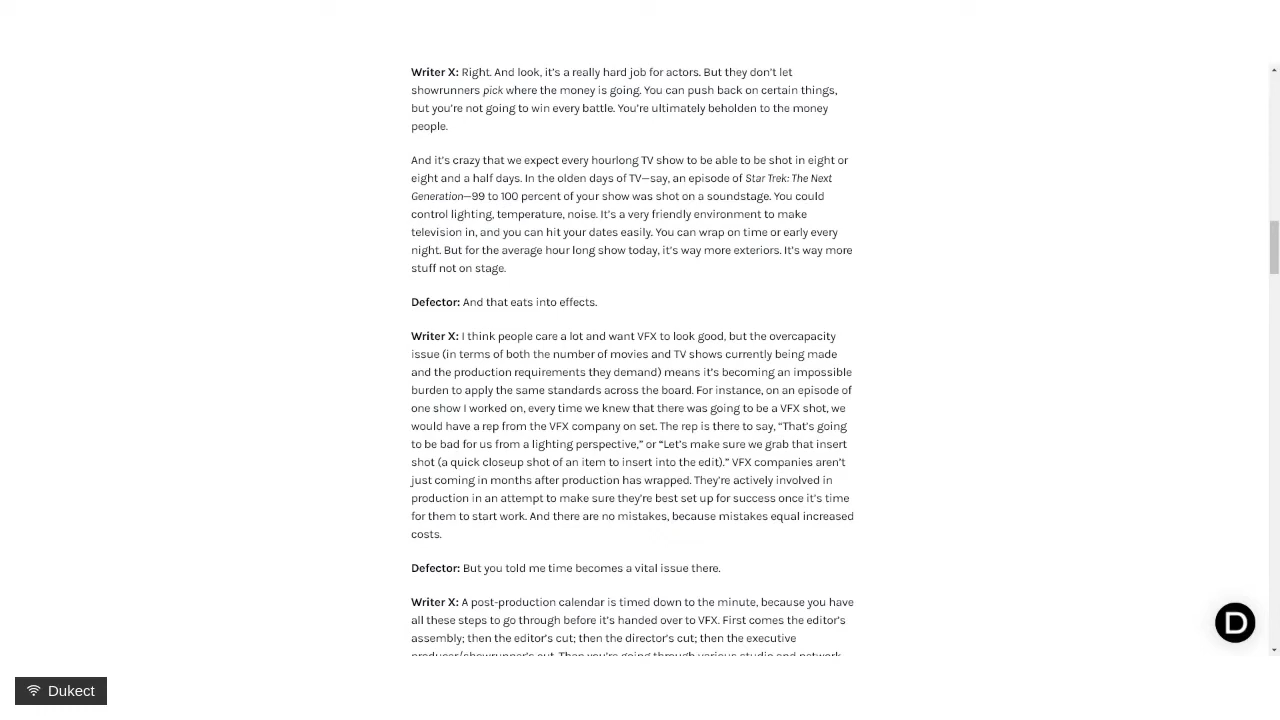 Writer X: Right. And look, it’s a really hard job for actors. But they don’t let
showrunners pick where the money is going. You can push back on certain things,
but you’re not going to win every battle. You’re ultimately beholden to the money
people.
And it’s crazy that we expect every hourlong TV show to be able to be shot in eight or
eight and a half days. In the olden days of TV—say, an episode of Star Trek: The Next
Generation—99 to 100 percent of your show was shot on a soundstage. You could
control lighting, temperature, noise. It’s a very friendly environment to make
television in, and you can hit your dates easily. You can wrap on time or early every
night. But for the average hour long show today, it’s way more exteriors. It’s way more
stuff not on stage.
Defector: And that eats into effects.
Writer X: I think people care a lot and want VFX to look good, but the overcapacity
issue (in terms of both the number of movies and TV shows currently being made
and the production requirements they demand) means it’s becoming an impossible
burden to apply the same standards across the board. For instance, on an episode of
one show I worked on, every time we knew that there was going to be a VFX shot, we
would have a rep from the VFX company on set. The rep is there to say, “That’s going
to be bad for us from a lighting perspective,” or “Let’s make sure we grab that insert
shot (a quick closeup shot of an item to insert into the edit).” VFX companies aren’t
just coming in months after production has wrapped. They’re actively involved in
production in an attempt to make sure they’re best set up for success once it’s time
for them to start work. And there are no mistakes, because mistakes equal increased
costs.
Defector: But you told me time becomes a vital issue there.
Writer X: A post-production calendar is timed down to the minute, because you have
all these steps to go through before it’s handed over to VFX. First comes the editor’s
assembly; then the editor’s cut; then the director’s cut; then the executive
producer/showrunner’s cut. Then you’re going through various studio and network
D
Dukect